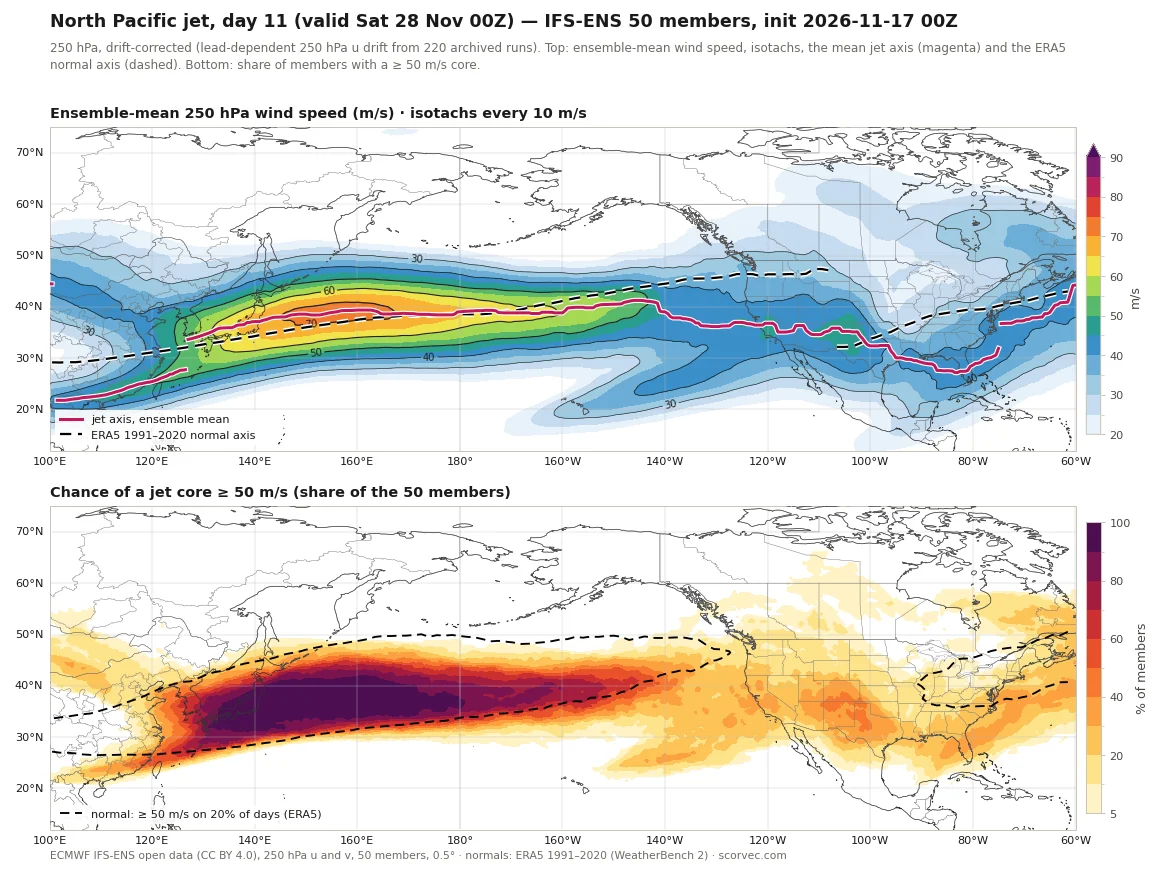 North Pacific jet, day 11 (valid Sat 28 Nov 00Z) — IFS-ENS 50 members, init 2026-11-17 00Z
250 hPa, drift-corrected (lead-dependent 250 hPa u drift from 220 archived runs). Top: ensemble-mean wind speed, isotachs, the mean jet axis (magenta) and the ERA5
normal axis (dashed). Bottom: share of members with a ≥ 50 m/s core.
Ensemble-mean 250 hPa wind speed (m/s) · isotachs every 10 m/s
70°N
60°N
50°N
40°N
30°N
20°N
30
60
70
50
40
30
30
40
jet axis, ensemble mean
ERA5 1991–2020 normal axis
100°E 120°E 140°E 160°E 180° 160°W 140°W 120°W 100°W 80°W 60°W
90
80
70
60
50
40
30
20
m/s
Chance of a jet core ≥ 50 m/s (share of the 50 members)
70°N
60°N
50°N
40°N
30°N
20°N
normal: ≥ 50 m/s on 20% of days (ERA5)
100°E 120°E 140°E 160°E 180° 160°W 140°W 120°W 100°W 80°W 60°W
100
80
60
40
20
5
% of members
ECMWF IFS-ENS open data (CC BY 4.0), 250 hPa u and v, 50 members, 0.5° · normals: ERA5 1991–2020 (WeatherBench 2) · scorvec.com